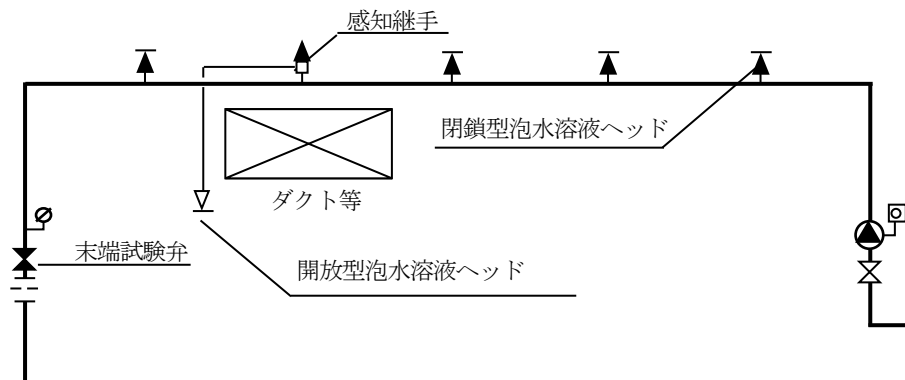 感知継手
閉鎖型泡水溶液ヘッド
ダクト等
末端試験弁
開放型泡水溶液ヘッド